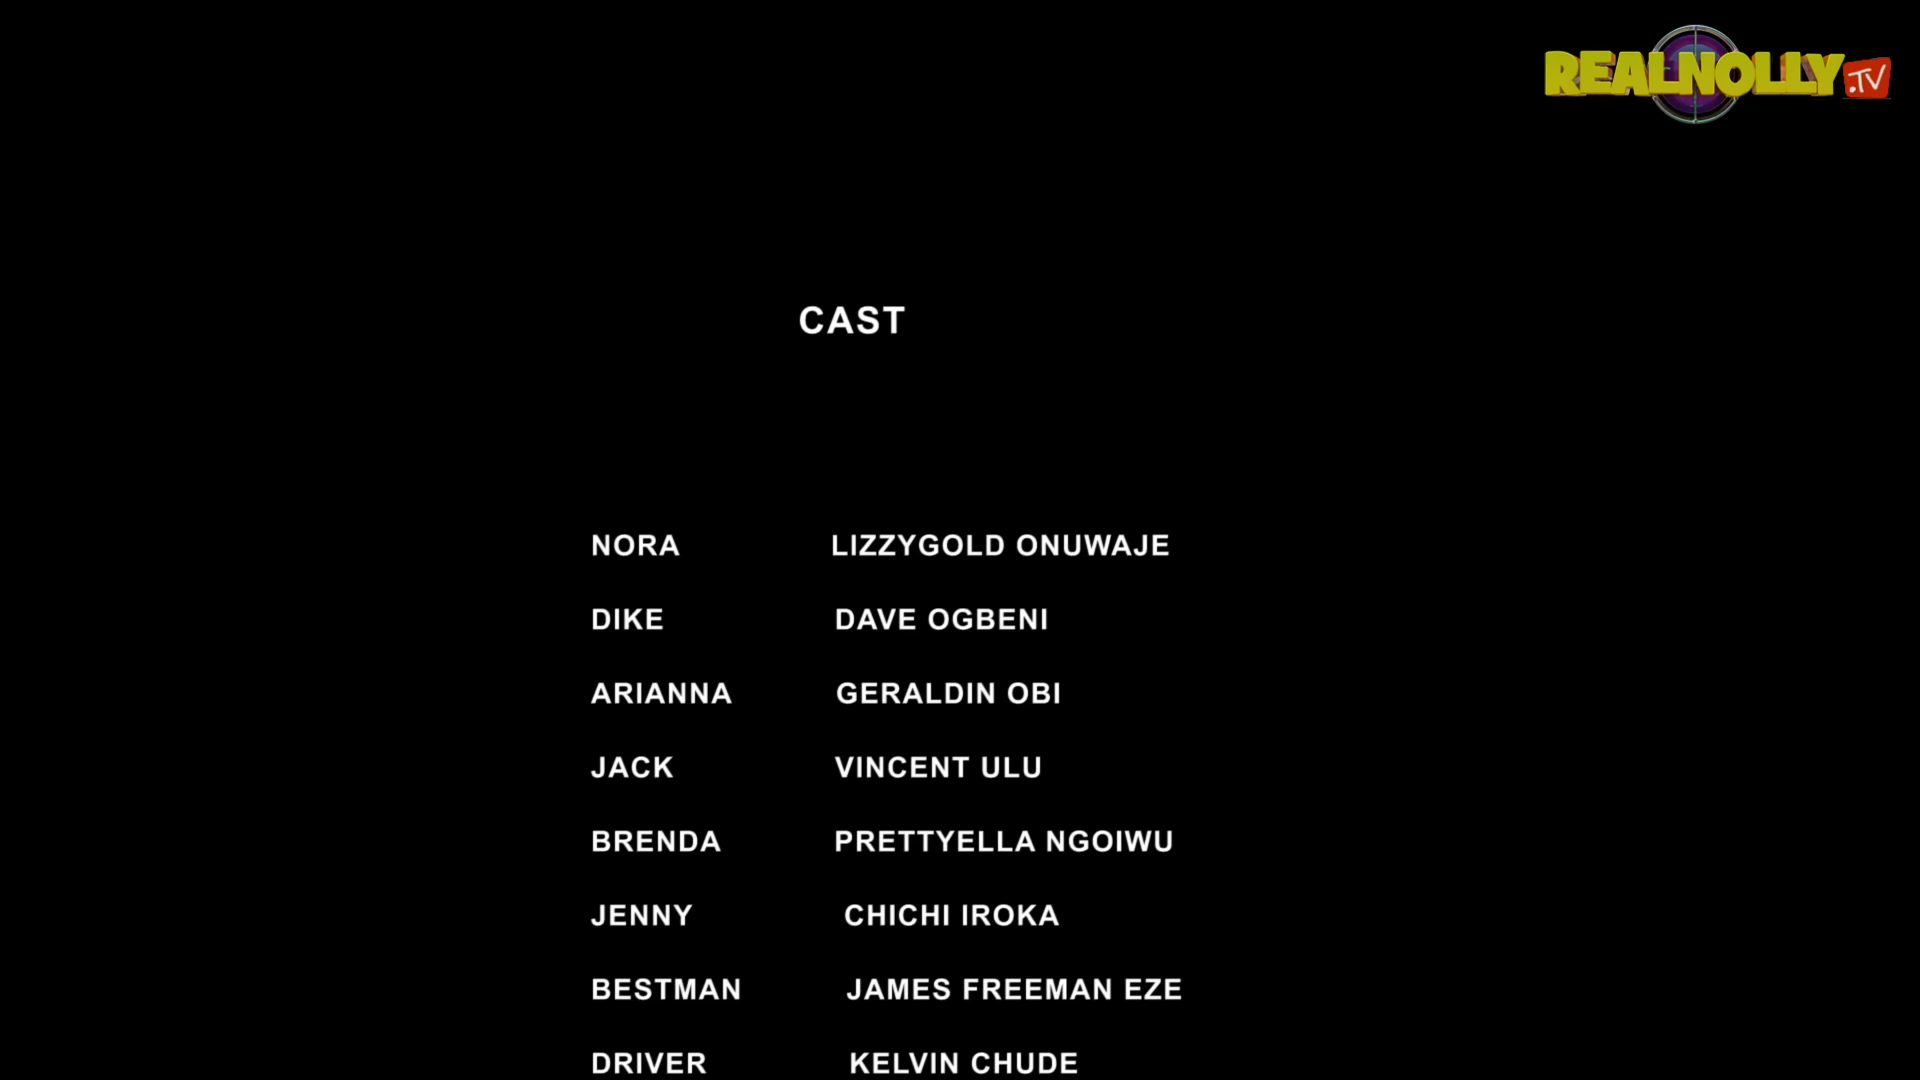 REALNOLLY.TV
CAST
NORA LIZZYGOLD ONUWAJE
DIKE DAVE OGBENI
ARIANNA GERALDIN OBI
JACK VINCENT ULU
BRENDA PRETTYELLA NGOIWU
JENNY CHICHI IROKA
BESTMAN JAMES FREEMAN EZE
DRIVER KELVIN CHUDE